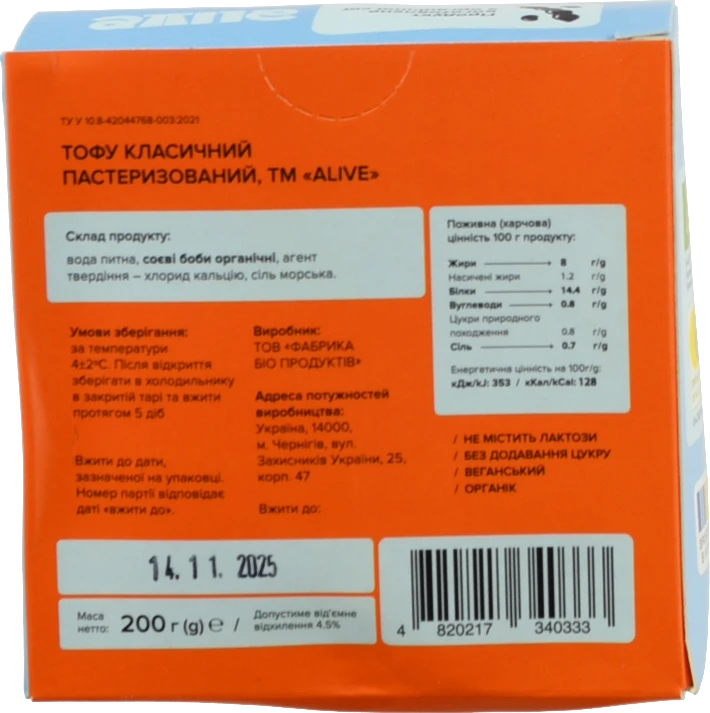 ТУ У 10.8-42044768-003:2021
ТОФУ КЛАСИЧНИЙ
ПАСТЕРИЗОВАНИЙ, ТМ «ALIVE»
Склад продукту:
вода питна, соєві боби органічні, агент
твердіння – хлорид кальцію, сіль морська.
Поживна (харчова)
цінність 100 г продукту:
Жири 8 г/g
Насичені жири 1.2 г/g
Білки 14.4 г/g
Вуглеводи 0.8 г/g
Цукри природного
походження 0.8 г/g
Сіль 0.7 г/g
Енергетична цінність на 100г/g:
кДж/kJ: 353 / кКал/kCal: 128
Умови зберігання:
за температури
4±2°C. Після відкриття
зберігати в холодильнику
в закритій тарі та вжити
протягом 5 діб
Вжити до дати,
зазначеної на упаковці.
Номер партії відповідає
даті «вжити до».
Виробник:
ТОВ «ФАБРИКА
БІО ПРОДУКТІВ»
Адреса потужностей
виробництва:
Україна, 14000,
м. Чернігів, вул.
Захисників України, 25,
корп. 47
Вжити до:
/ НЕ МІСТИТЬ ЛАКТОЗИ
/ БЕЗ ДОДАВАННЯ ЦУКРУ
/ ВЕГАНСЬКИЙ
/ ОРГАНІК
14.11.2025
Маса
нетто: 200 г (g) ℮ /
Допустиме від'ємне
відхилення 4.5%
4 820217 340333